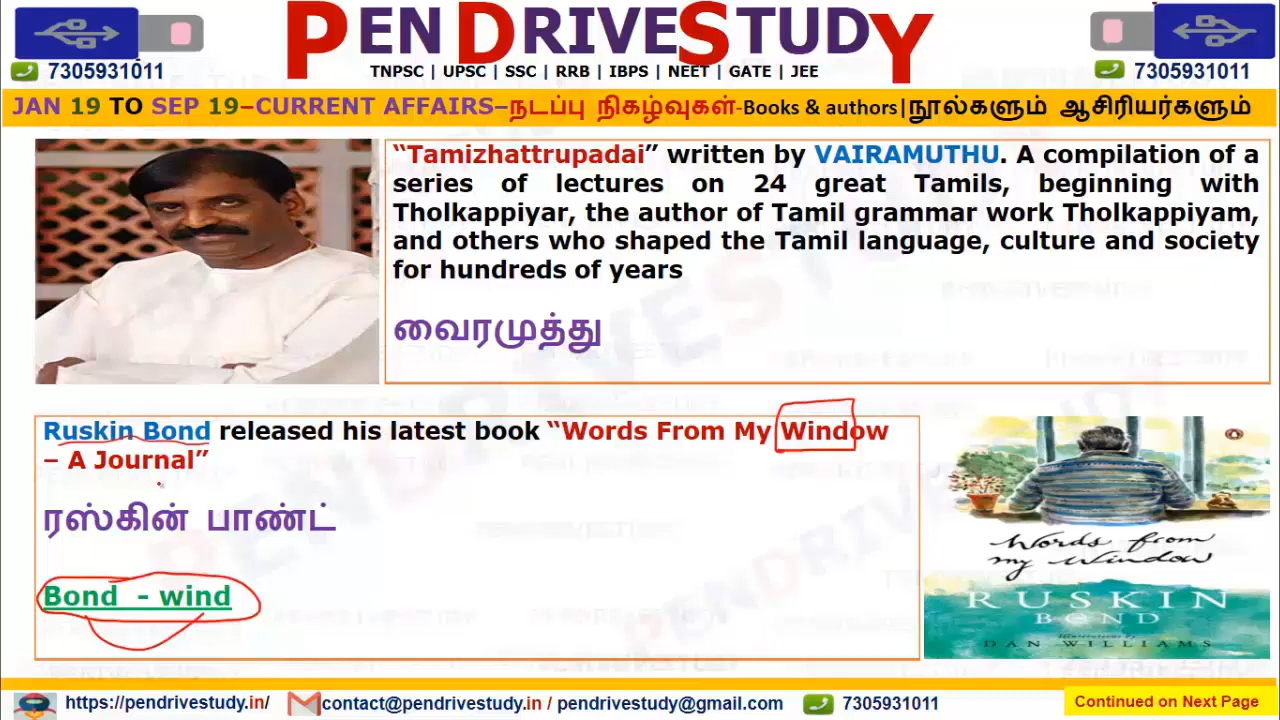 PENDRIVESTUDY
7305931011
TNPSC | UPSC | SSC | RRB | IBPS | NEET | GATE | JEE
7305931011
JAN 19 TO SEP 19–CURRENT AFFAIRS–நடப்பு நிகழ்வுகள்-Books & authors|நூல்களும் ஆசிரியர்களும்
“Tamizhattrupadai” written by VAIRAMUTHU. A compilation of a
series of lectures on 24 great Tamils, beginning with
Tholkappiyar, the author of Tamil grammar work Tholkappiyam,
and others who shaped the Tamil language, culture and society
for hundreds of years
வைரமுத்து
Ruskin Bond released his latest book “Words From My Window
– A Journal”
ரஸ்கின் பாண்ட்
Bond - wind
Words from
my Window
RUSKIN
BOND
Illustrations by
DAN WILLIAMS
https://pendrivestudy.in/
contact@pendrivestudy.in / pendrivestudy@gmail.com
7305931011
Continued on Next Page